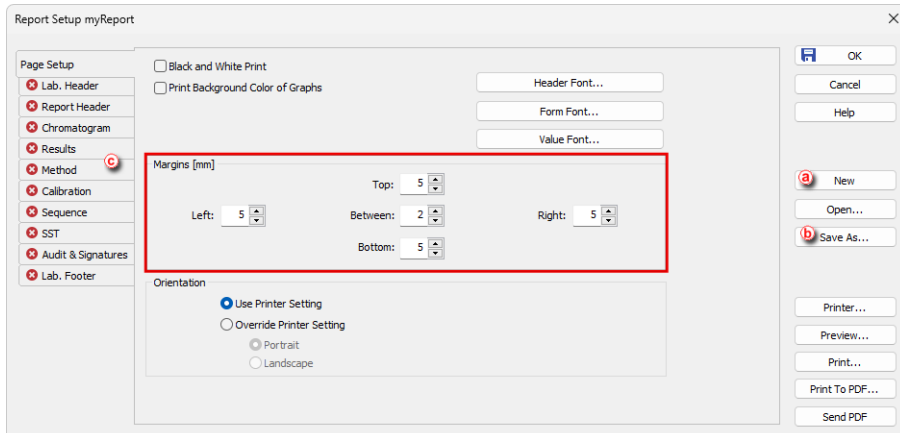 Report Setup myReport
Page Setup
Lab. Header
Report Header
Chromatogram
Results
Method
c
Calibration
Sequence
SST
Audit & Signatures
Lab. Footer
Black and White Print
Print Background Color of Graphs
Header Font...
Form Font...
Value Font...
Margins [mm]
Top: 5
Left: 5 Between: 2 Right: 5
Bottom: 5
Orientation
Use Printer Setting
Override Printer Setting
Portrait
Landscape
OK
Cancel
Help
a New
Open...
b Save As...
Printer...
Preview...
Print...
Print To PDF...
Send PDF